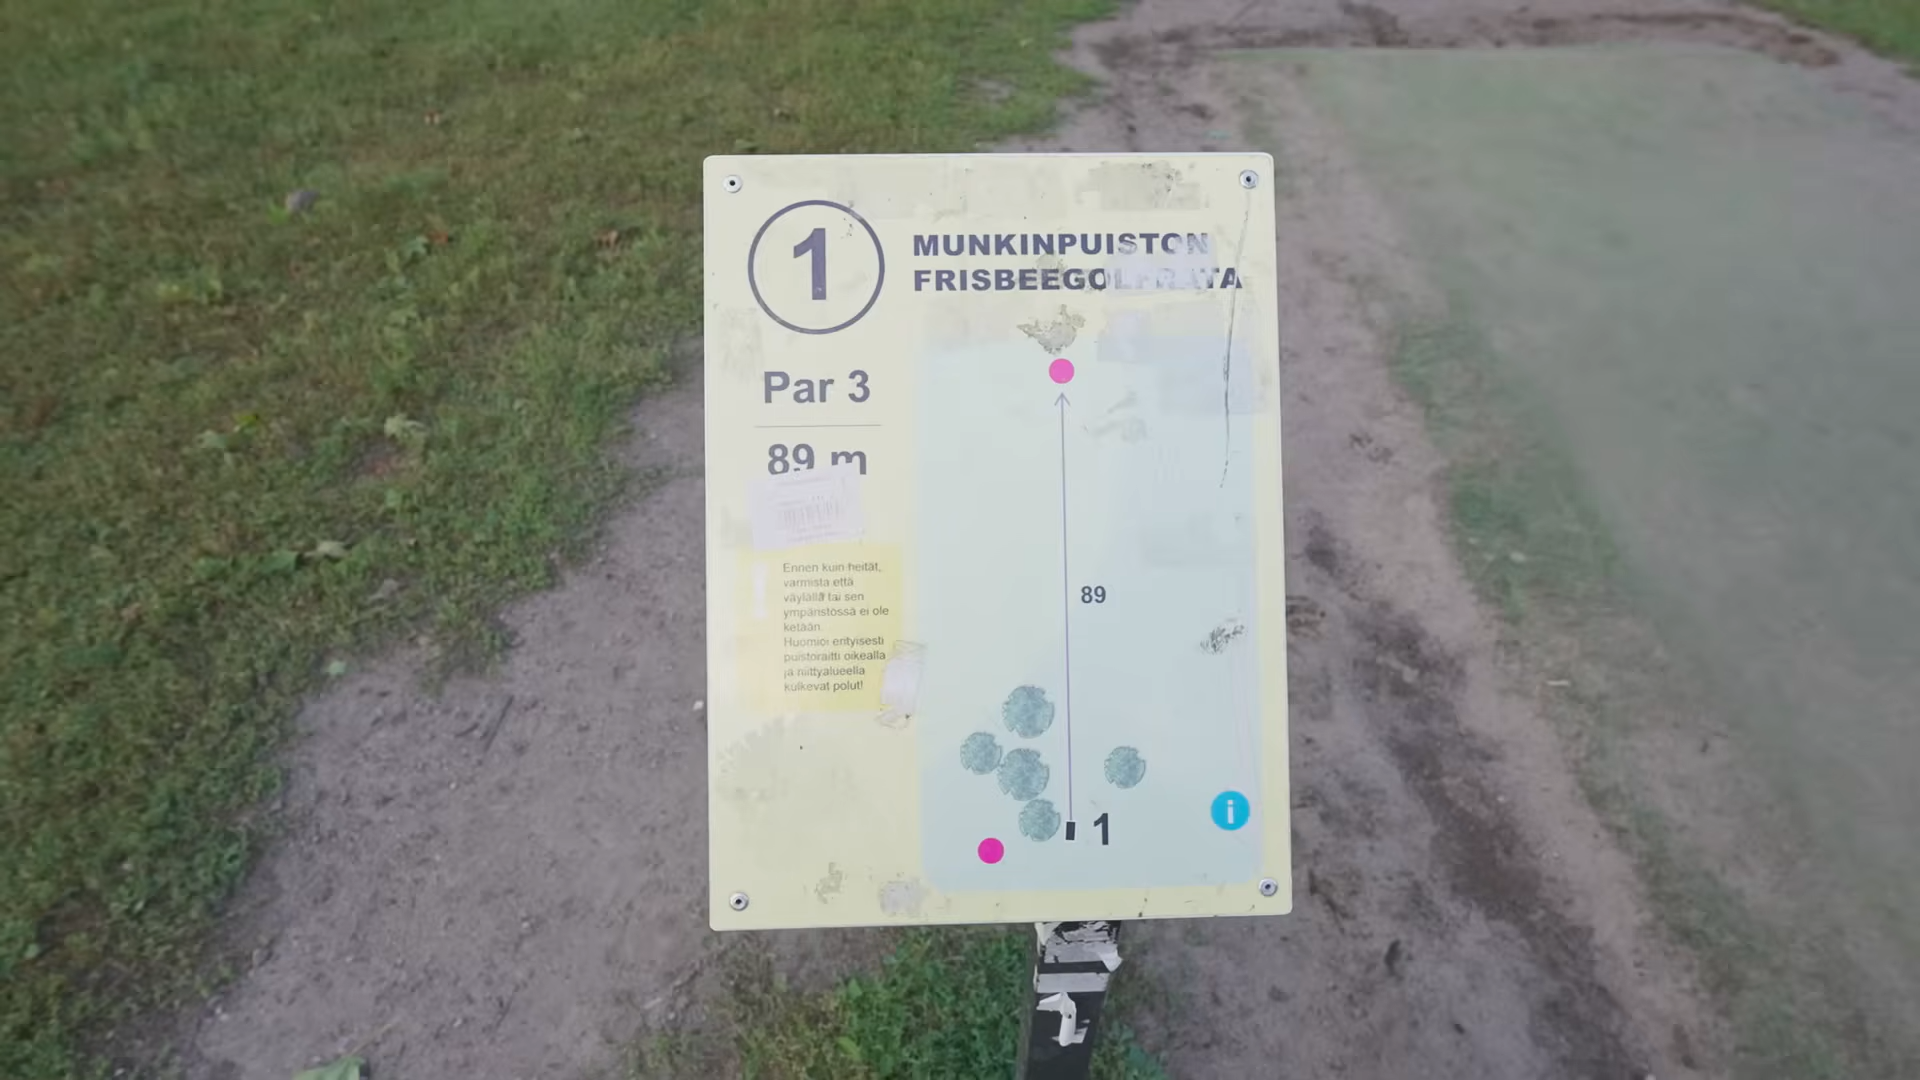 1
MUNKINPUISTON
FRISBEEGOLFRATA
Par 3
89 m
Ennen kuin heität,
varmista että
väylällä tai sen
ympäristössä ei ole
ketään.
Huomioi erityisesti
puistoraitti oikealla
ja niittyalueella
kulkevat polut!
89
1
i